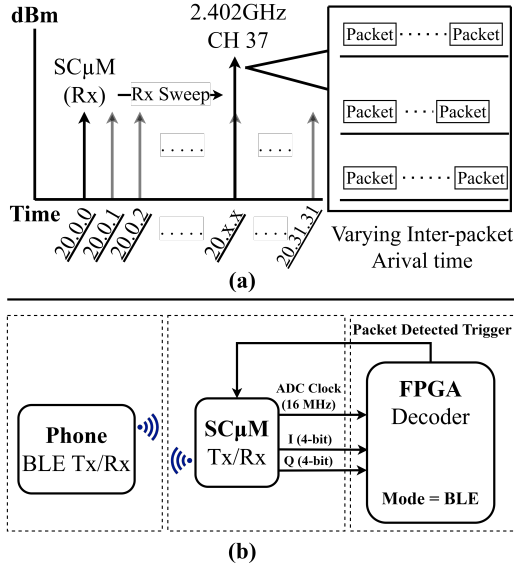 dBm
2.402GHz
CH 37
SCµM
(Rx)
Rx Sweep
Packet ...... Packet
Packet .... Packet
Packet ...... Packet
.....
.....
Time
20.0.0
20.0.1
20.0.2
.....
20.x.x
.....
20.31.31
Varying Inter-packet
Arival time
(a)
Packet Detected Trigger
Phone
BLE Tx/Rx
SCµM
Tx/Rx
ADC Clock
(16 MHz)
I (4-bit)
Q (4-bit)
FPGA
Decoder
Mode = BLE
(b)